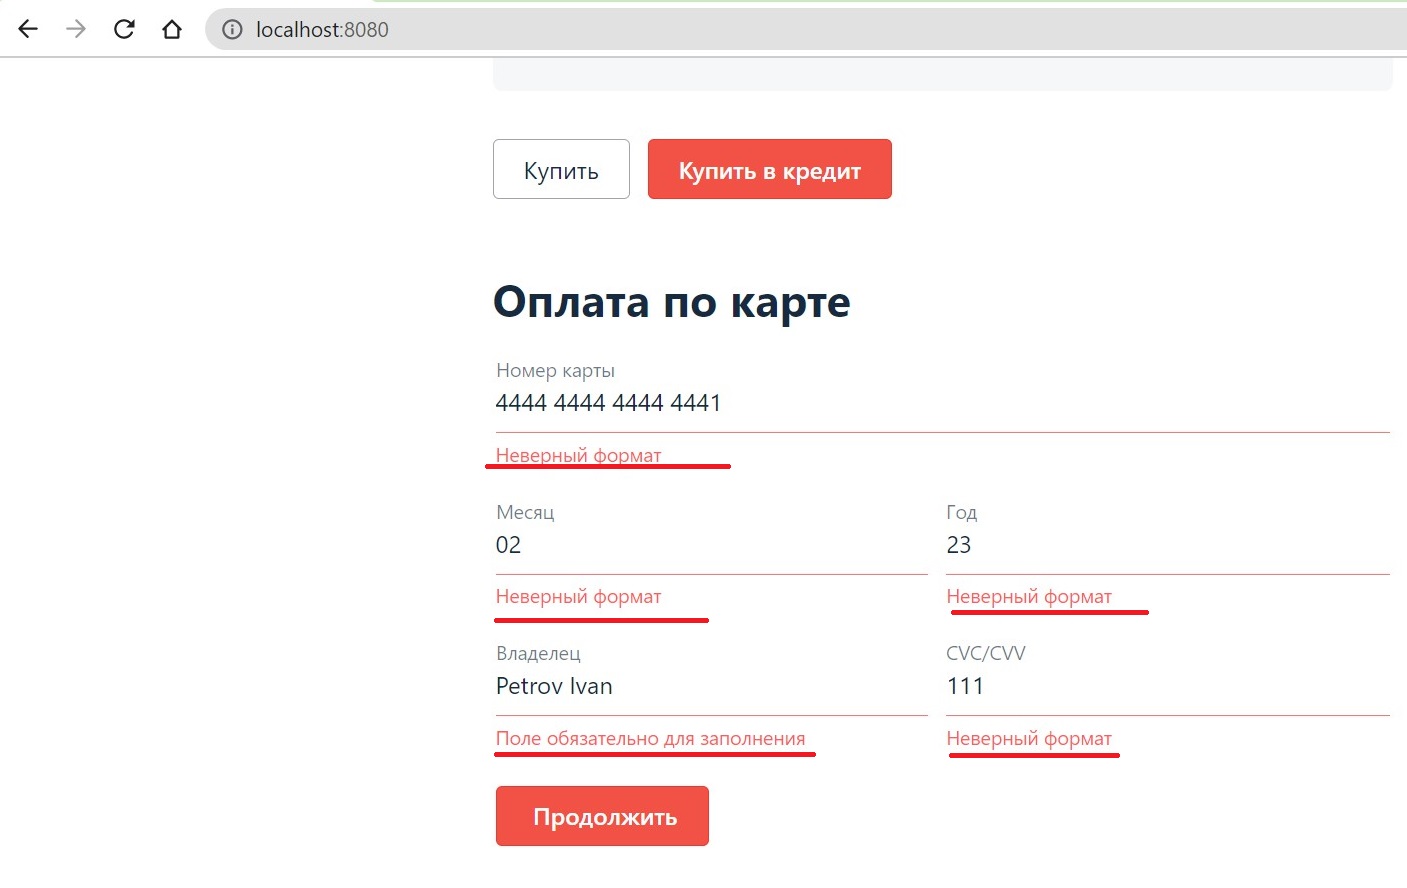 localhost:8080
Купить Купить в кредит
Оплата по карте
Номер карты
4444 4444 4444 4441
Неверный формат
Месяц Год
02 23
Неверный формат Неверный формат
Владелец CVC/CVV
Petrov Ivan 111
Поле обязательно для заполнения Неверный формат
Продолжить